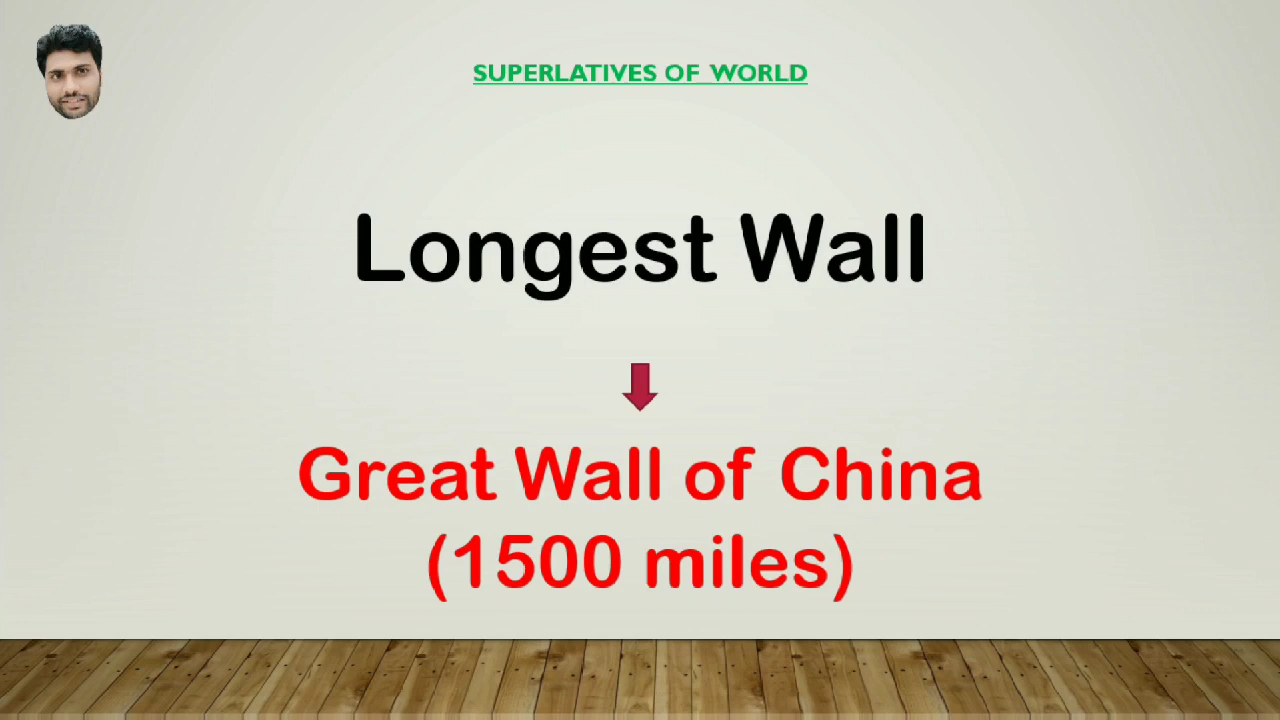 SUPERLATIVES OF WORLD
Longest Wall
Great Wall of China
(1500 miles)